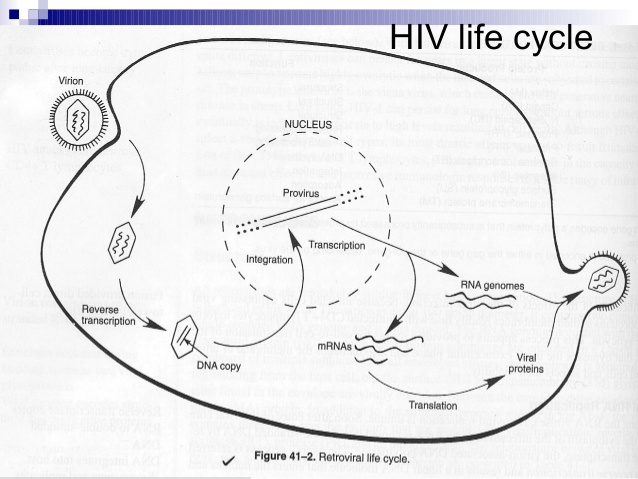 HIV life cycle
Virion
NUCLEUS
Provirus
Transcription
Integration
RNA genomes
Reverse
transcription
mRNAs
DNA copy
Viral
proteins
Translation
Figure 41–2. Retroviral life cycle.